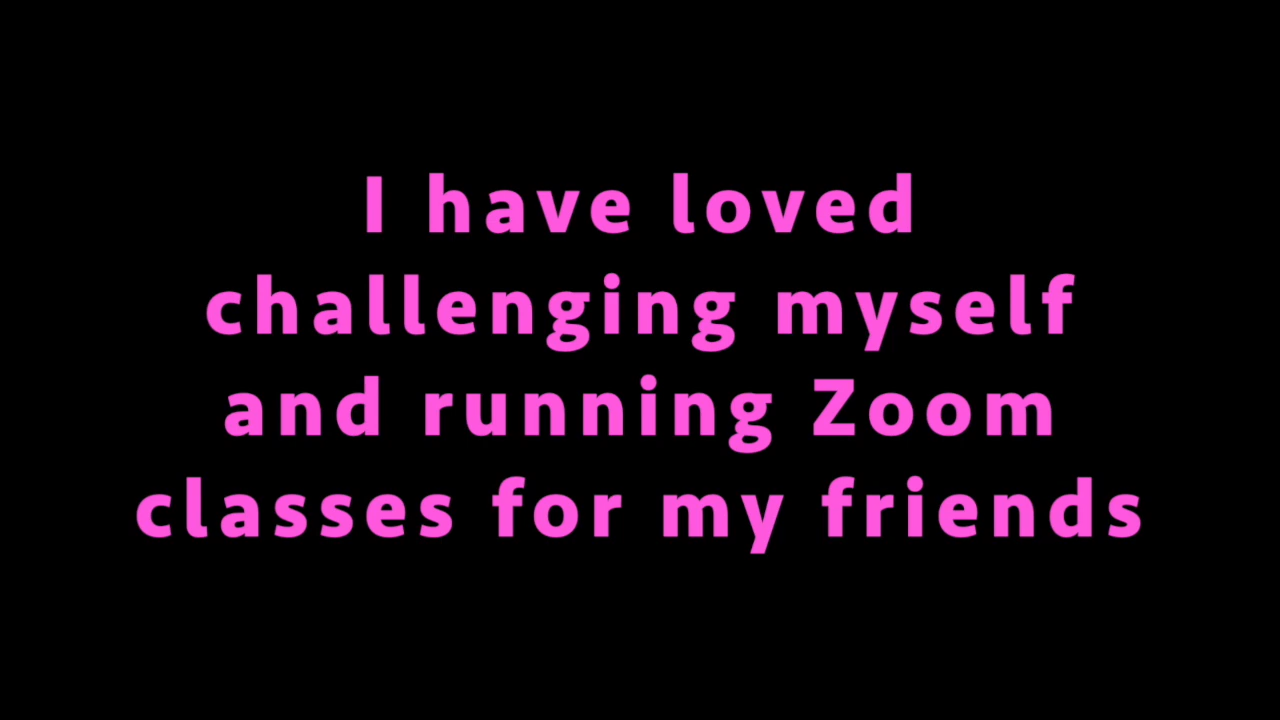 I have loved
challenging myself
and running Zoom
classes for my friends